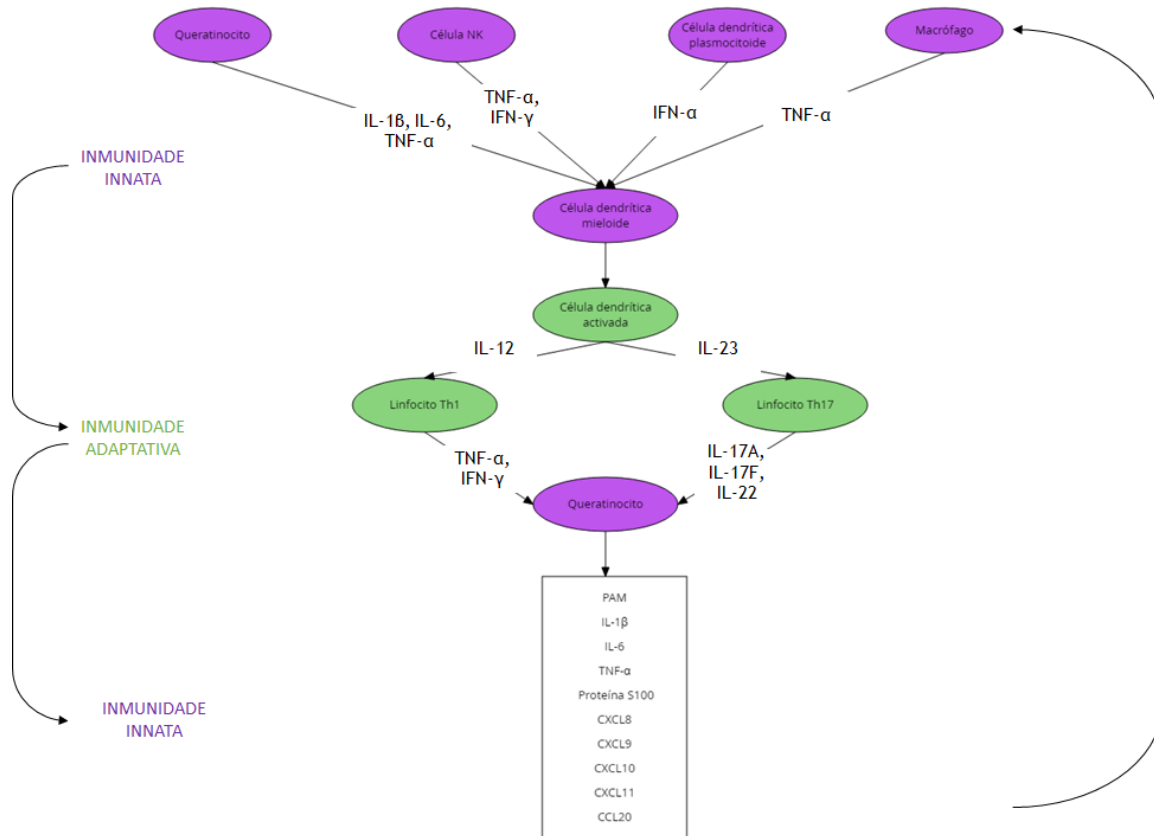 Queratinocito
Célula NK
Célula dendrítica
plasmocitoide
Macrófago
IL-1ß, IL-6,
TNF-α
TNF-α,
IFN-γ
IFN-α
TNF-α
INMUNIDADE
INNATA
Célula dendrítica
mieloide
Célula dendrítica
activada
IL-12
IL-23
Linfocito Th1
Linfocito Th17
INMUNIDADE
ADAPTATIVA
TNF-α,
IFN-γ
IL-17A,
IL-17F,
IL-22
Queratinocito
PAM
IL-1β
IL-6
TNF-α
Proteína S100
CXCL8
CXCL9
CXCL10
CXCL11
CCL20
INMUNIDADE
INNATA